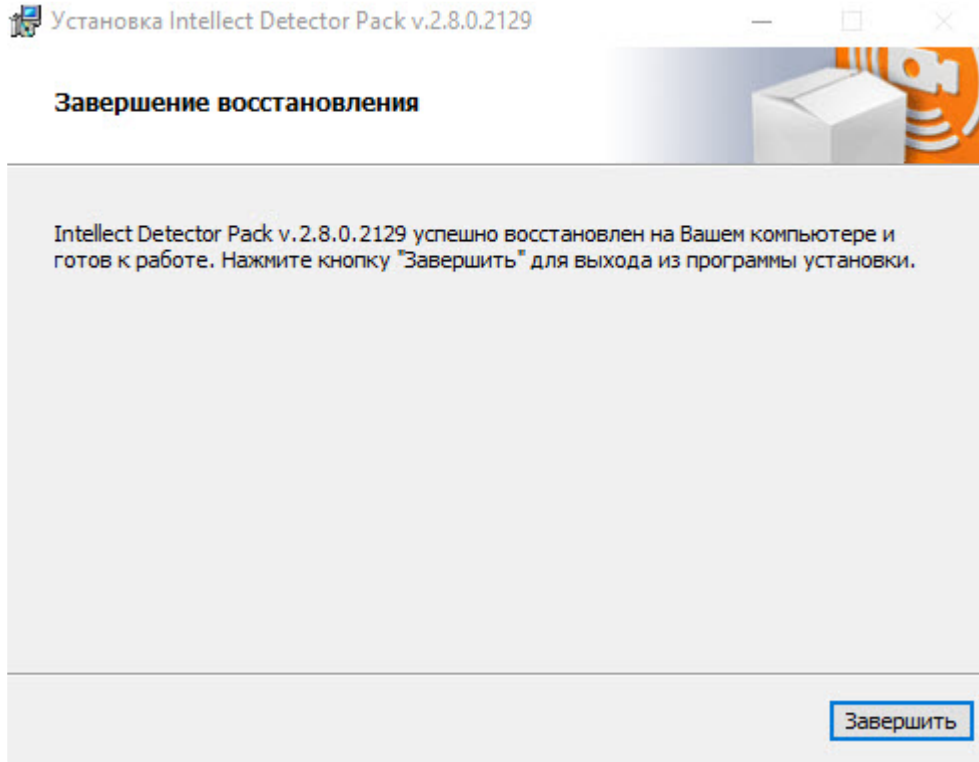 Установка Intellect Detector Pack v.2.8.0.2129
Завершение восстановления
Intellect Detector Pack v.2.8.0.2129 успешно восстановлен на Вашем компьютере и
готов к работе. Нажмите кнопку "Завершить" для выхода из программы установки.
Завершить